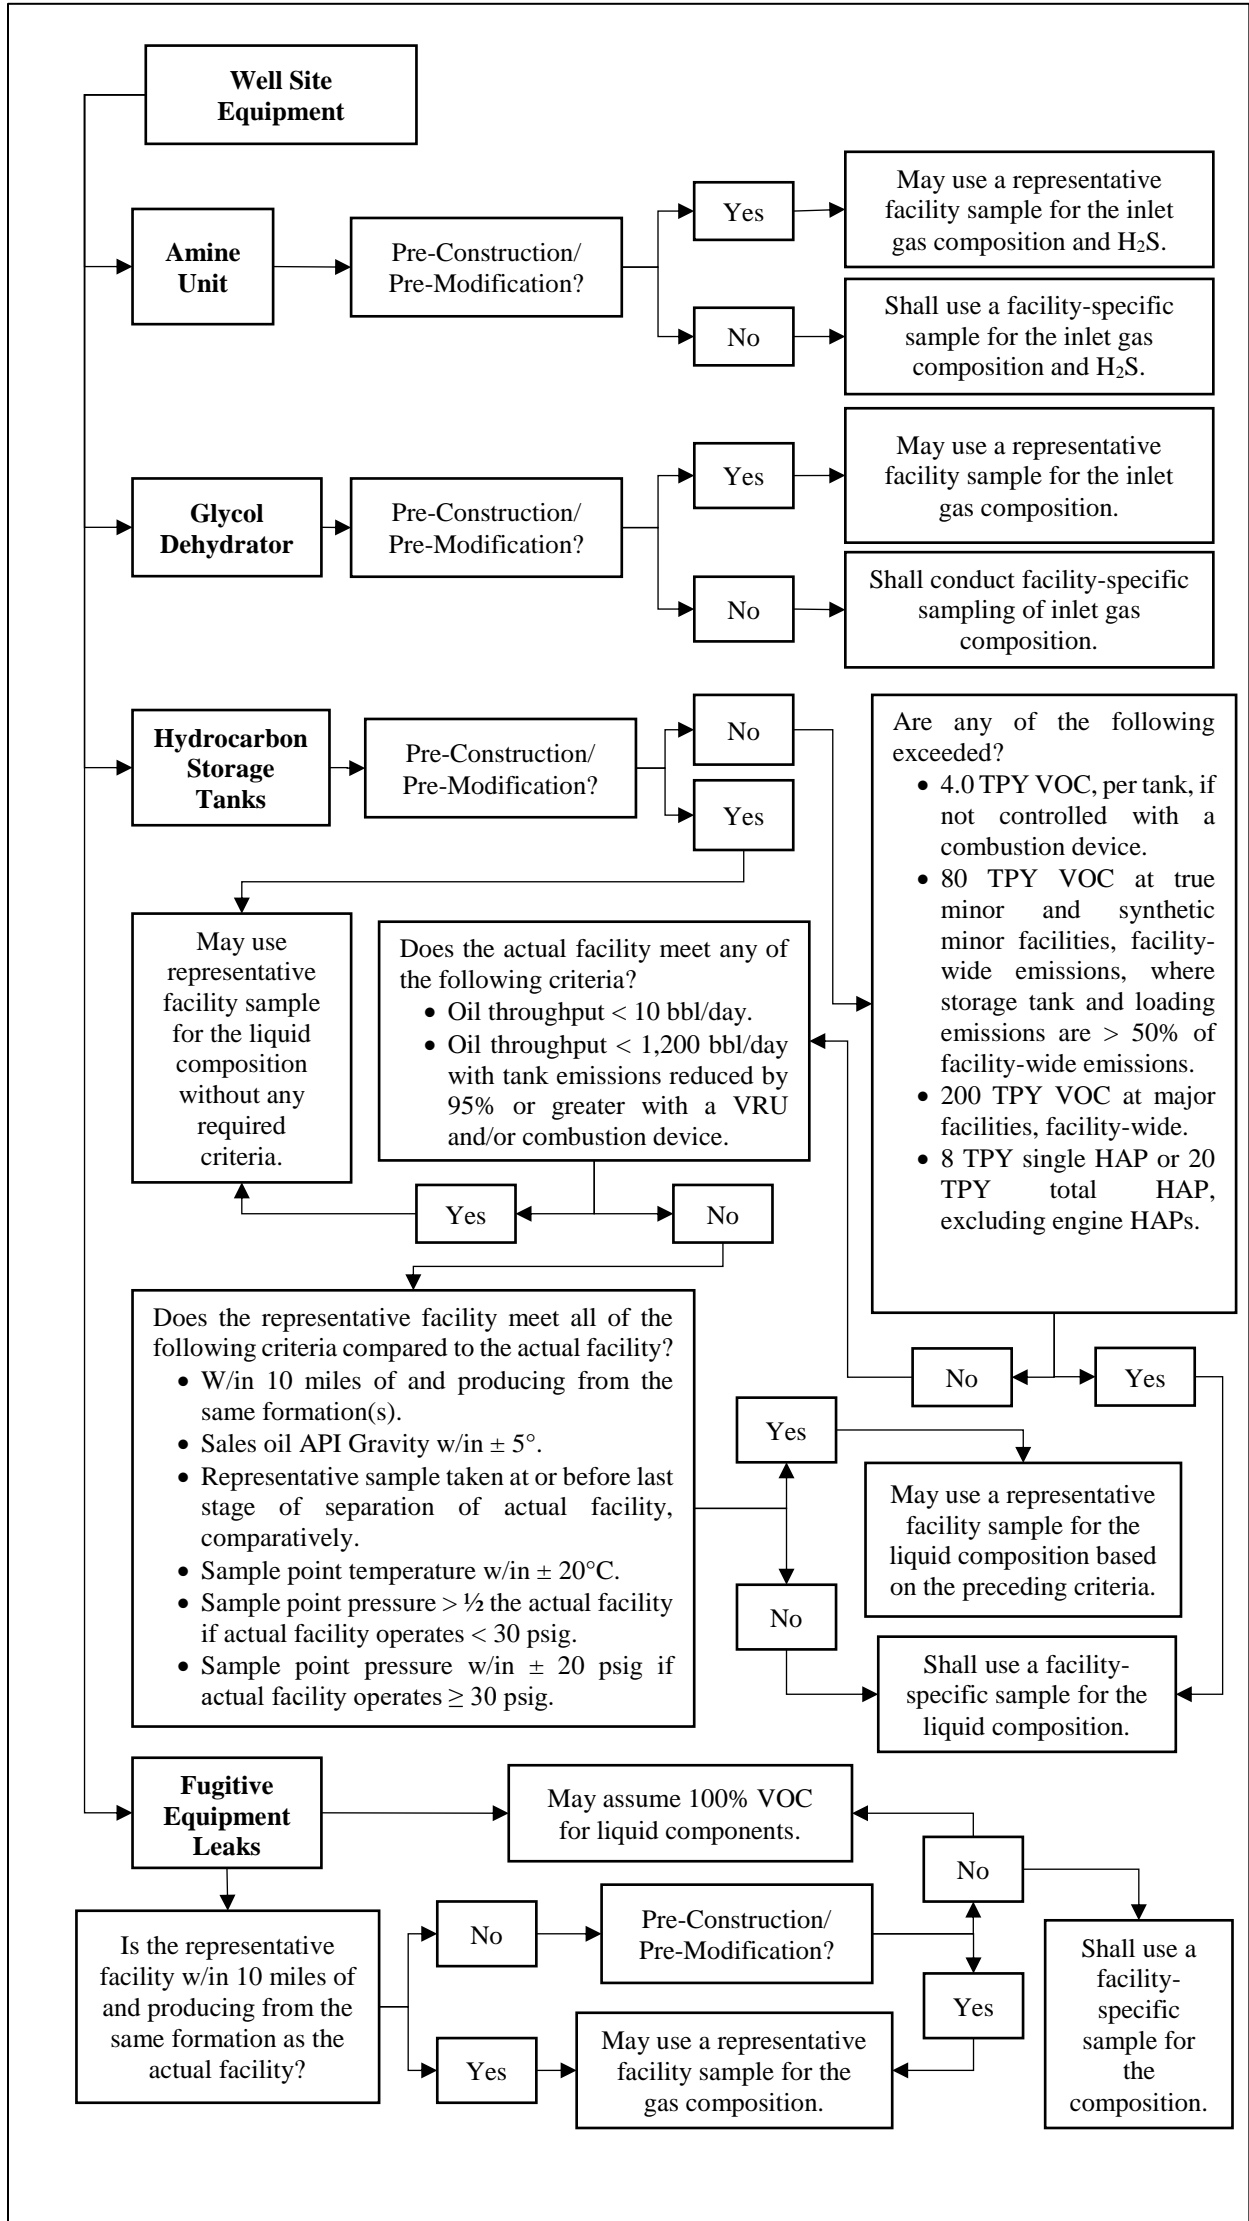 Well Site
Equipment
Amine
Unit
Pre-Construction/
Pre-Modification?
Yes
May use a representative
facility sample for the inlet
gas composition and H₂S.
No
Shall use a facility-specific
sample for the inlet gas
composition and H₂S.
Glycol
Dehydrator
Pre-Construction/
Pre-Modification?
Yes
May use a representative
facility sample for the inlet
gas composition.
No
Shall conduct facility-specific
sampling of inlet gas
composition.
Hydrocarbon
Storage
Tanks
Pre-Construction/
Pre-Modification?
No
Yes
Are any of the following
exceeded?
• 4.0 TPY VOC, per tank, if
not controlled with a
combustion device.
• 80 TPY VOC at true
minor and synthetic
minor facilities, facility-
wide emissions, where
storage tank and loading
emissions are > 50% of
facility-wide emissions.
• 200 TPY VOC at major
facilities, facility-wide.
• 8 TPY single HAP or 20
TPY total HAP,
excluding engine HAPs.
May use
representative
facility sample
for the liquid
composition
without any
required
criteria.
Does the actual facility meet any of
the following criteria?
• Oil throughput < 10 bbl/day.
• Oil throughput < 1,200 bbl/day
with tank emissions reduced by
95% or greater with a VRU
and/or combustion device.
Yes
No
No
Yes
Does the representative facility meet all of the
following criteria compared to the actual facility?
• W/in 10 miles of and producing from the
same formation(s).
• Sales oil API Gravity w/in ± 5°.
• Representative sample taken at or before last
stage of separation of actual facility,
comparatively.
• Sample point temperature w/in ± 20°C.
• Sample point pressure > ½ the actual facility
if actual facility operates < 30 psig.
• Sample point pressure w/in ± 20 psig if
actual facility operates ≥ 30 psig.
Yes
May use a representative
facility sample for the
liquid composition based
on the preceding criteria.
No
Shall use a facility-
specific sample for the
liquid composition.
Fugitive
Equipment
Leaks
May assume 100% VOC
for liquid components.
Is the representative
facility w/in 10 miles of
and producing from the
same formation as the
actual facility?
No
Pre-Construction/
Pre-Modification?
No
Yes
Yes
May use a representative
facility sample for the
gas composition.
Shall use a
facility-
specific
sample for
the
composition.